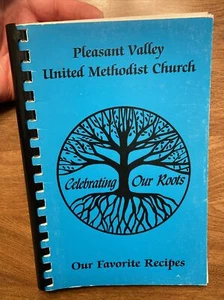 Pleasant Valley
United Methodist Church
Celebrating Our Roots
Our Favorite Recipes